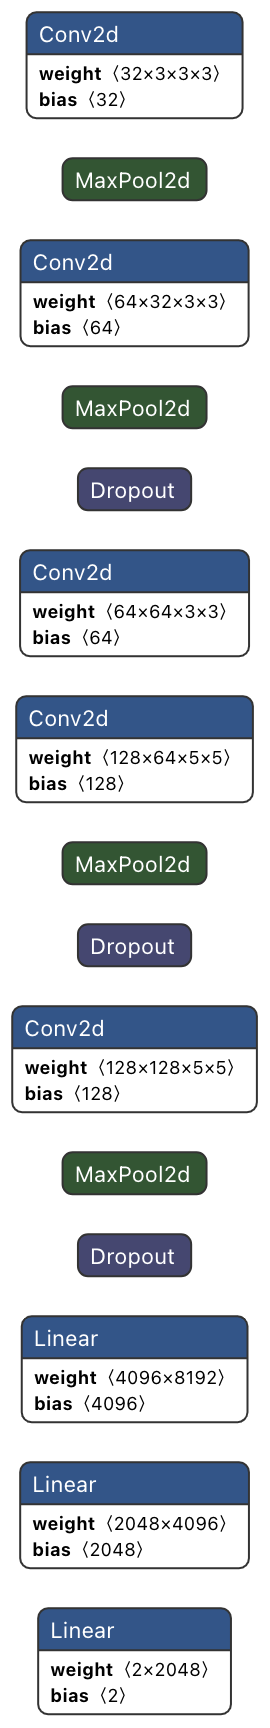 Conv2d
weight ⟨32×3×3×3⟩
bias ⟨32⟩
MaxPool2d
Conv2d
weight ⟨64×32×3×3⟩
bias ⟨64⟩
MaxPool2d
Dropout
Conv2d
weight ⟨64×64×3×3⟩
bias ⟨64⟩
Conv2d
weight ⟨128×64×5×5⟩
bias ⟨128⟩
MaxPool2d
Dropout
Conv2d
weight ⟨128×128×5×5⟩
bias ⟨128⟩
MaxPool2d
Dropout
Linear
weight ⟨4096×8192⟩
bias ⟨4096⟩
Linear
weight ⟨2048×4096⟩
bias ⟨2048⟩
Linear
weight ⟨2×2048⟩
bias ⟨2⟩